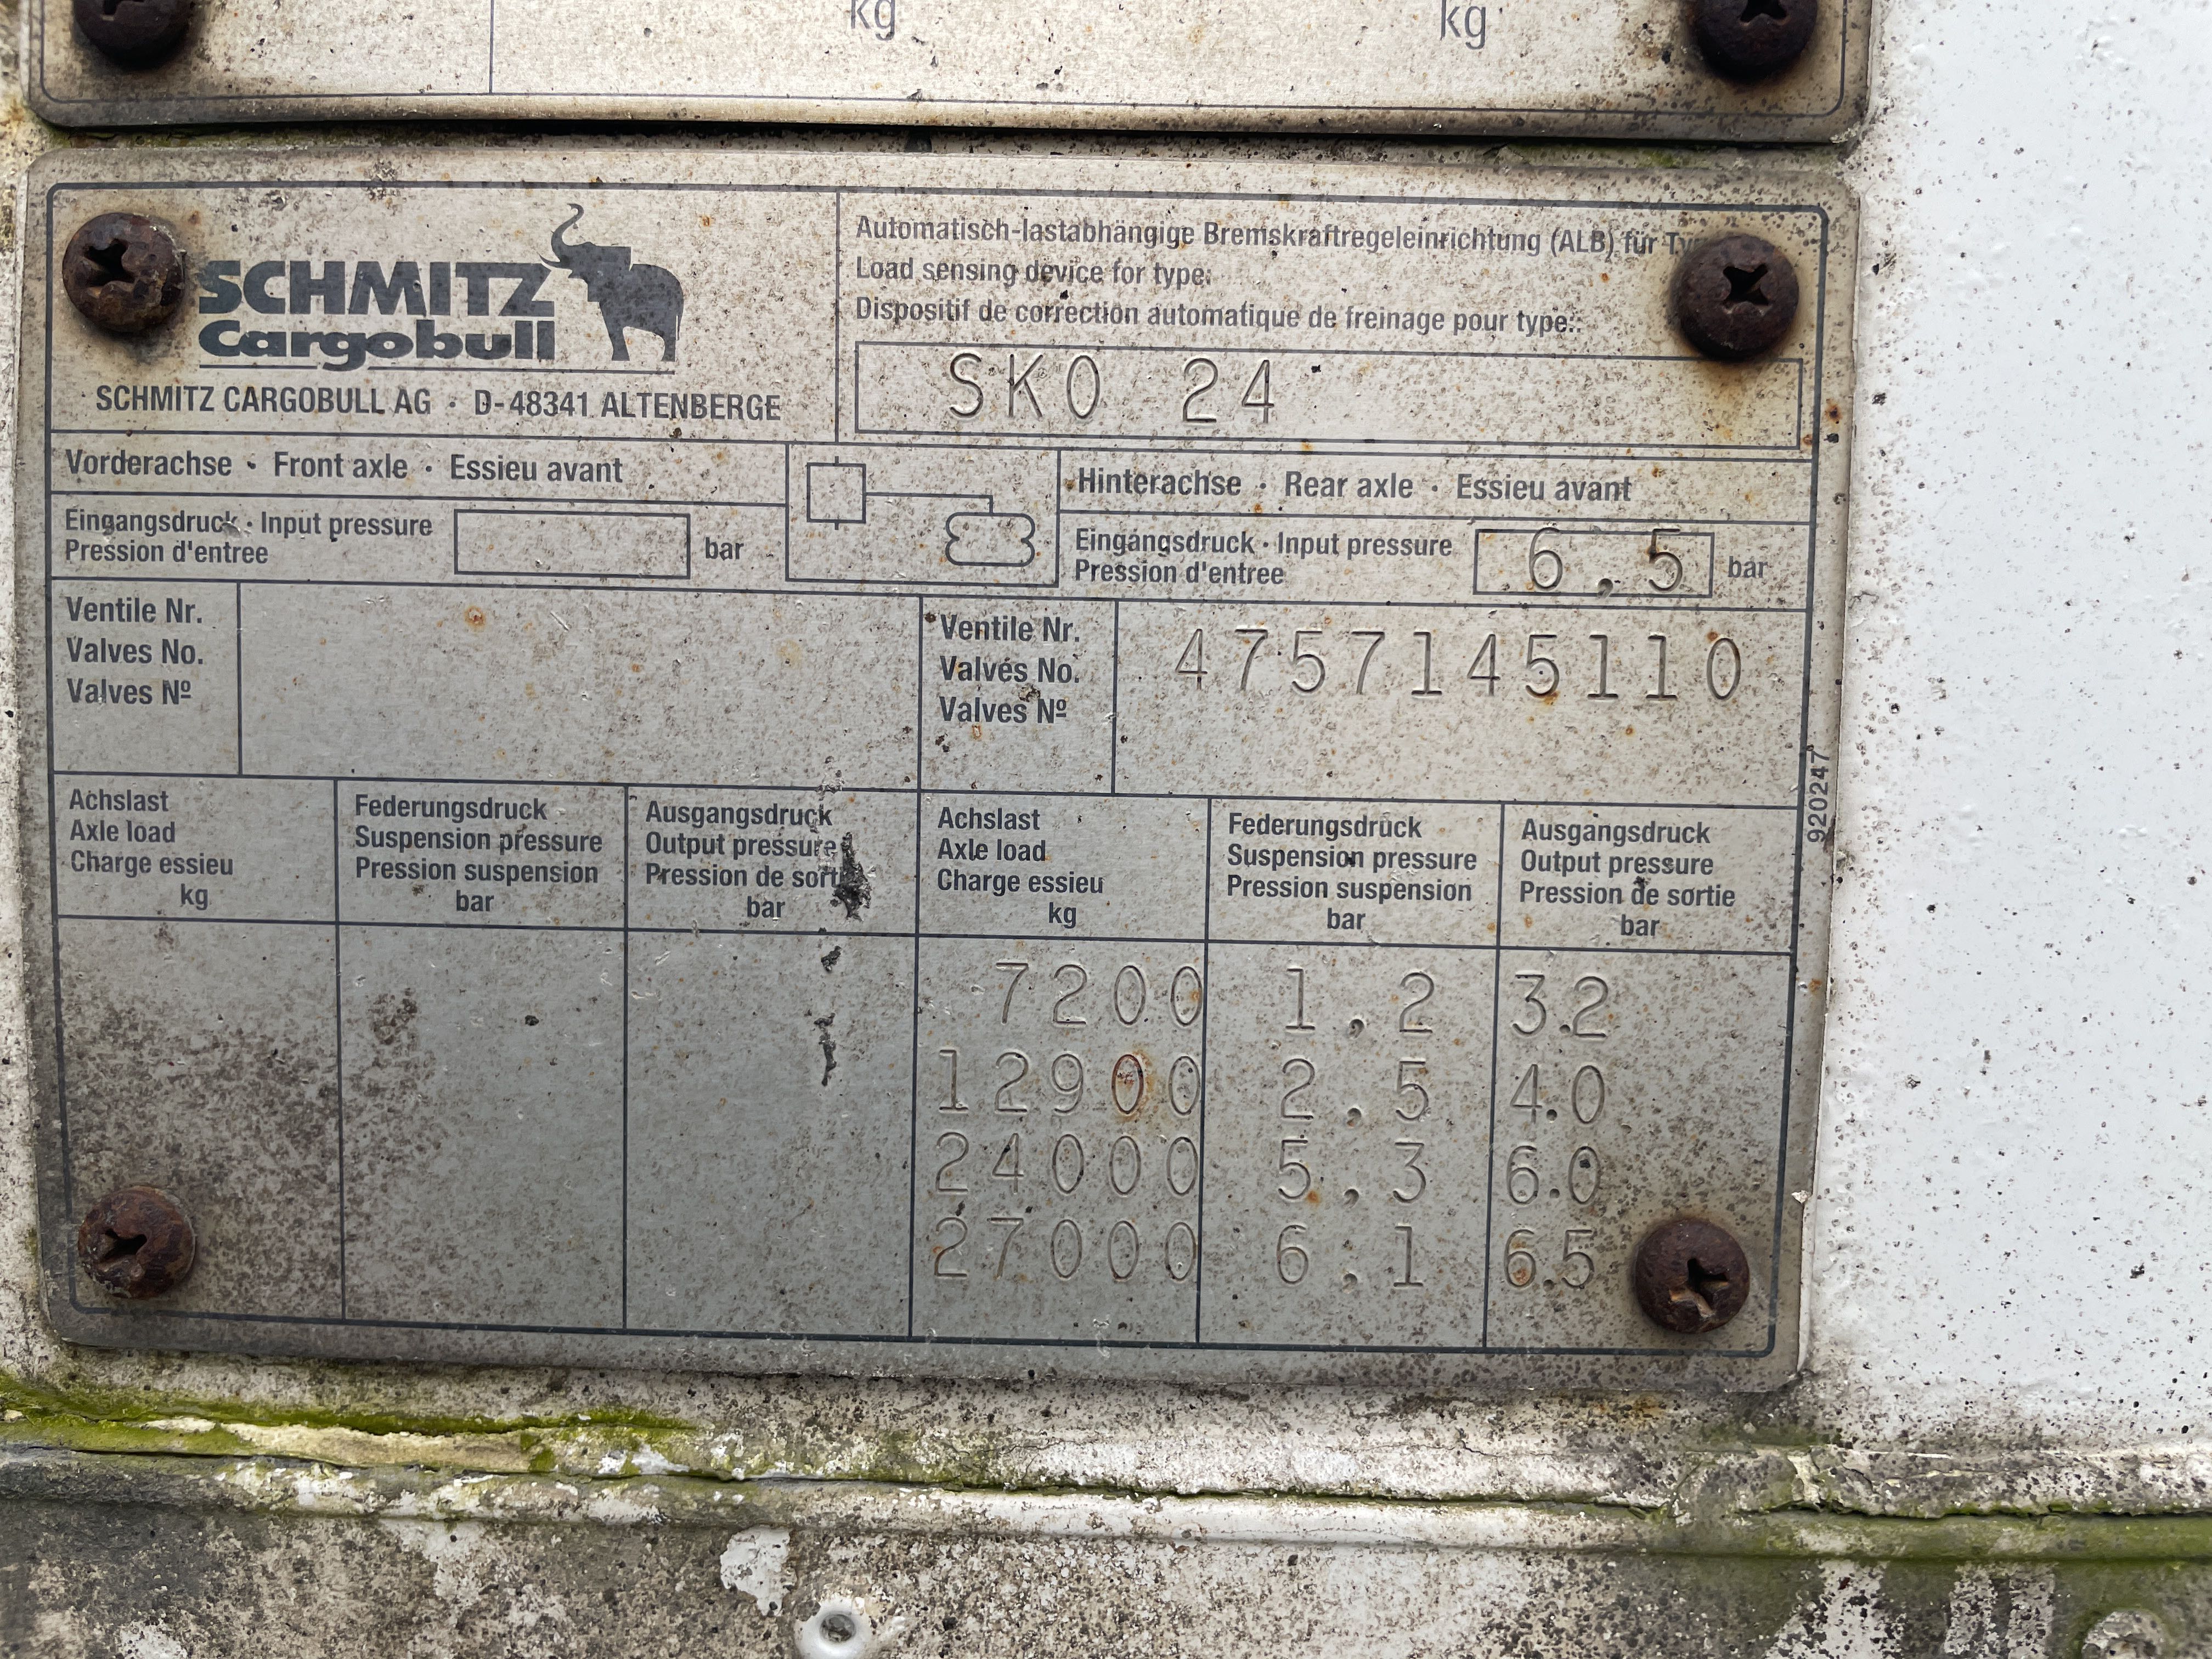 kg kg
SCHMITZ
Cargobull
SCHMITZ CARGOBULL AG · D-48341 ALTENBERGE
Automatisch-lastabhängige Bremskraftregeleinrichtung (ALB) für
Load sensing device for type:
Dispositif de correction automatique de freinage pour type::
SKO 24
Vorderachse · Front axle · Essieu avant
Eingangsdruck · Input pressure
Pression d'entree
bar
Hinterachse · Rear axle · Essieu avant
Eingangsdruck · Input pressure
Pression d'entree
6,5 bar
Ventile Nr.
Valves No.
Valves Nº
Ventile Nr.
Valves No.
Valves Nº
4757145110
920247
Achslast
Axle load
Charge essieu
kg
Federungsdruck
Suspension pressure
Pression suspension
bar
Ausgangsdruck
Output pressure
Pression de sortie
bar
Achslast
Axle load
Charge essieu
kg
Federungsdruck
Suspension pressure
Pression suspension
bar
Ausgangsdruck
Output pressure
Pression de sortie
bar
7200 1,2 3.2
12900 2,5 4.0
24000 5,3 6.0
27000 6,1 6.5